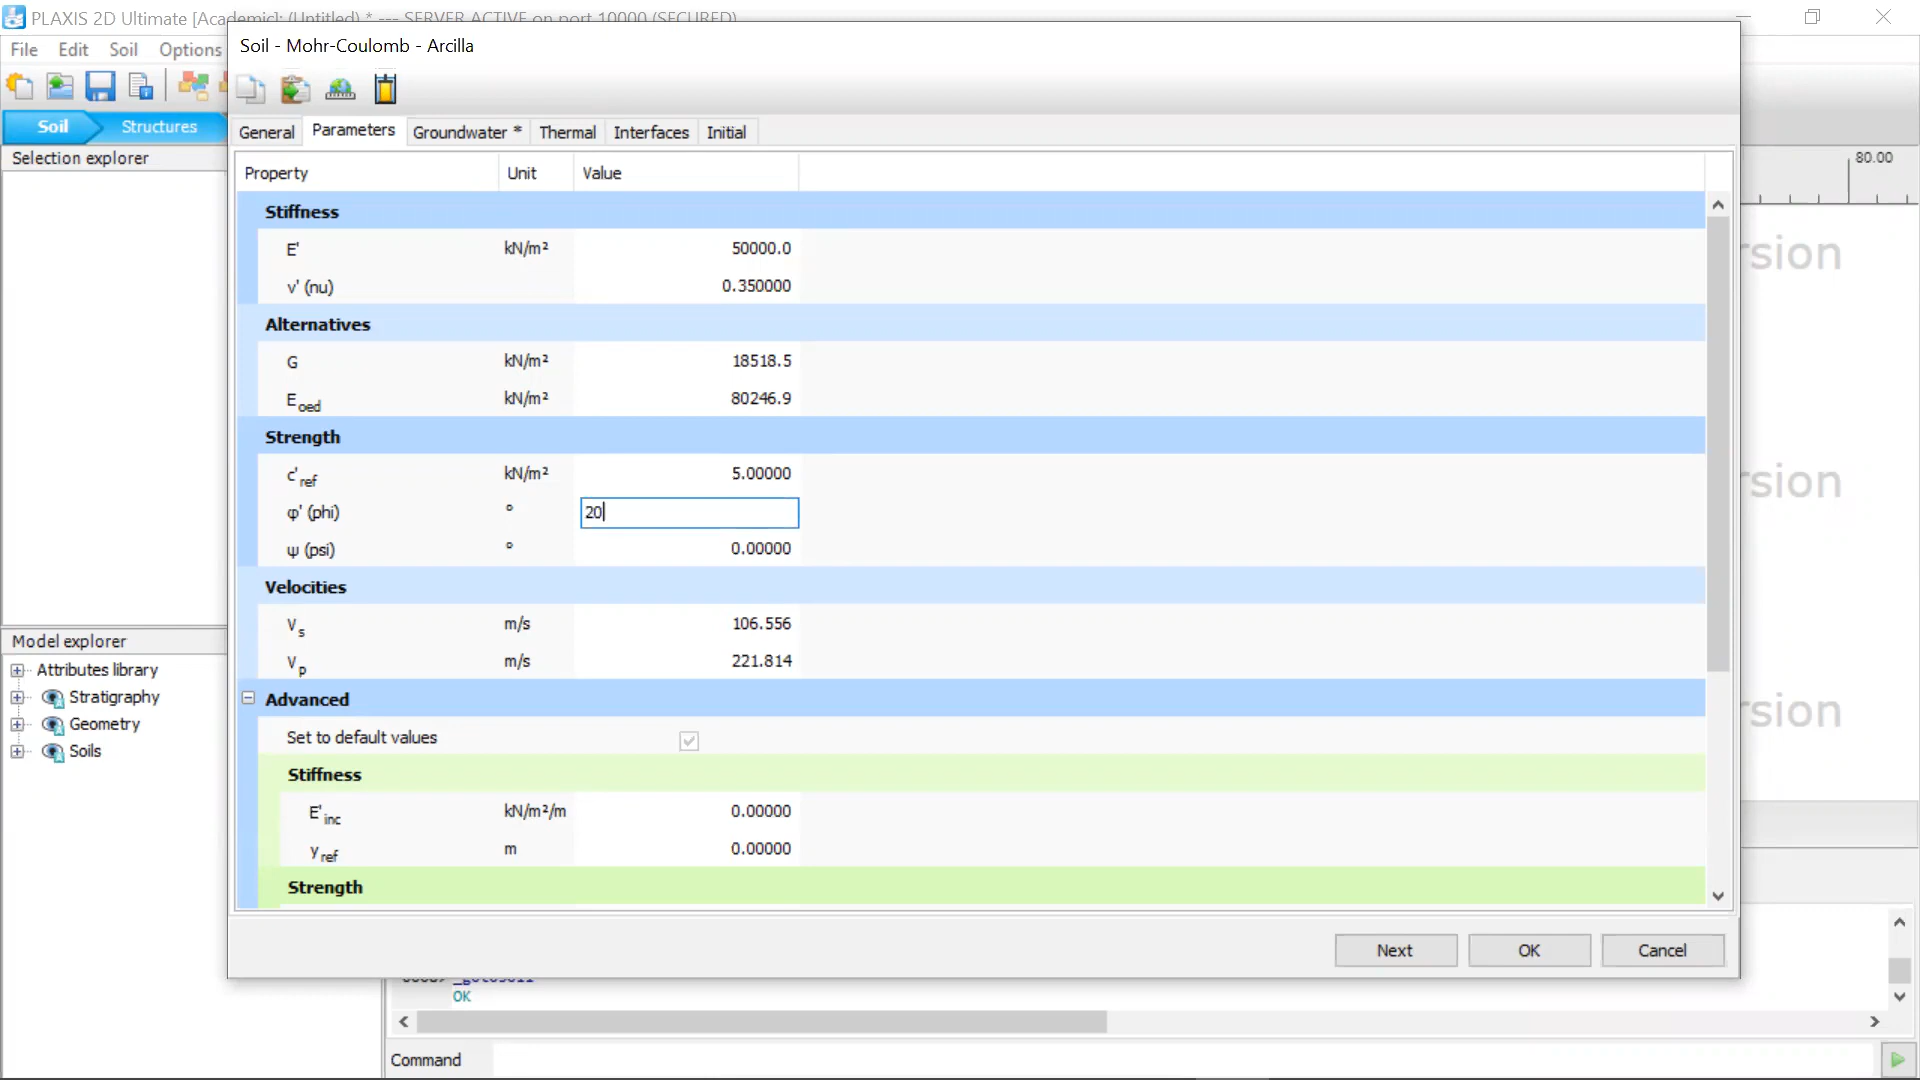 PLAXIS 2D Ultimate [Academic]: (Untitled) * --- SERVER ACTIVE on port 10000 (SECURED)
File Edit Soil Options
Soil - Mohr-Coulomb - Arcilla
Soil Structures
General Parameters Groundwater * Thermal Interfaces Initial
Selection explorer
80.00
Property Unit Value
Stiffness
E' kN/m² 50000.0
ν' (nu) 0.350000
Alternatives
G kN/m² 18518.5
E oed kN/m² 80246.9
Strength
c' ref kN/m² 5.00000
φ' (phi) ° 20
ψ (psi) ° 0.00000
Velocities
V s m/s 106.556
V p m/s 221.814
Advanced
Set to default values
Stiffness
E' inc kN/m²/m 0.00000
y ref m 0.00000
Strength
Next OK Cancel
sion
sion
sion
Model explorer
Attributes library
Stratigraphy
Geometry
Soils
OK
Command